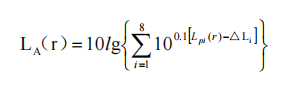 L_A(r) = 10lg{∑_{i=1}^{8} 10^{0.1[L_{pi}(r)−△L_i]}}